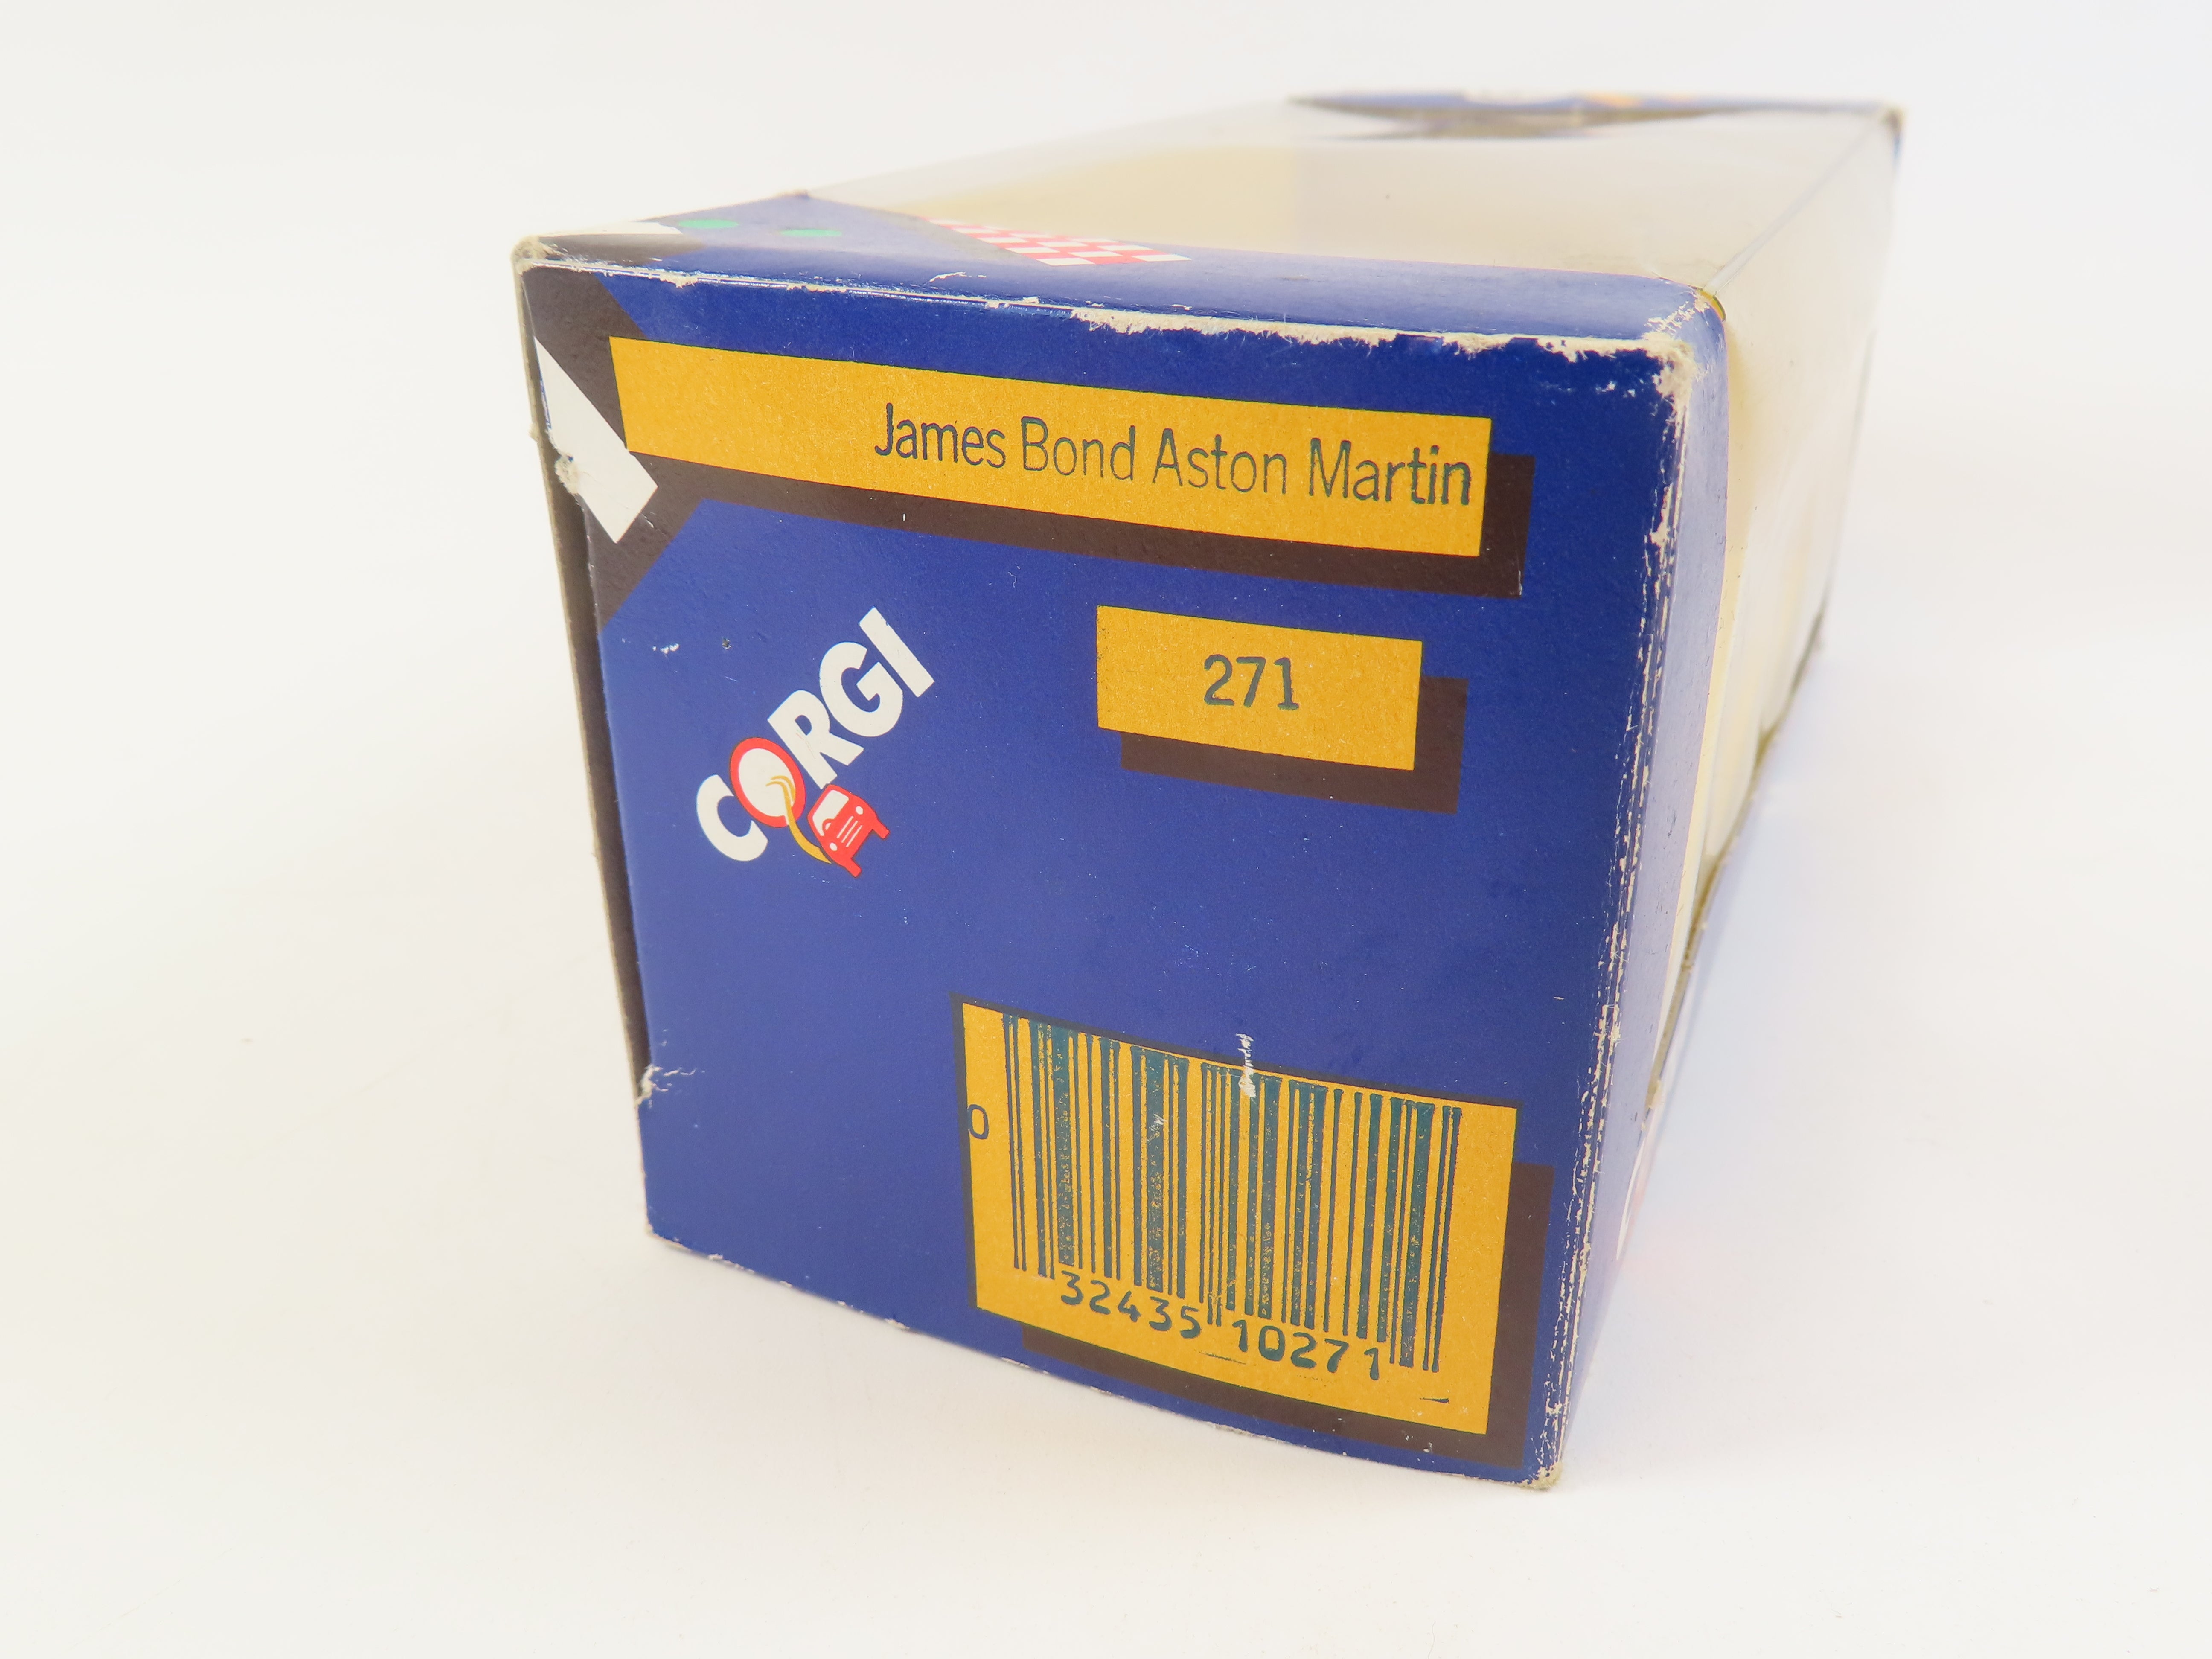 James Bond Aston Martin
271
CORGI
0
32435 10271